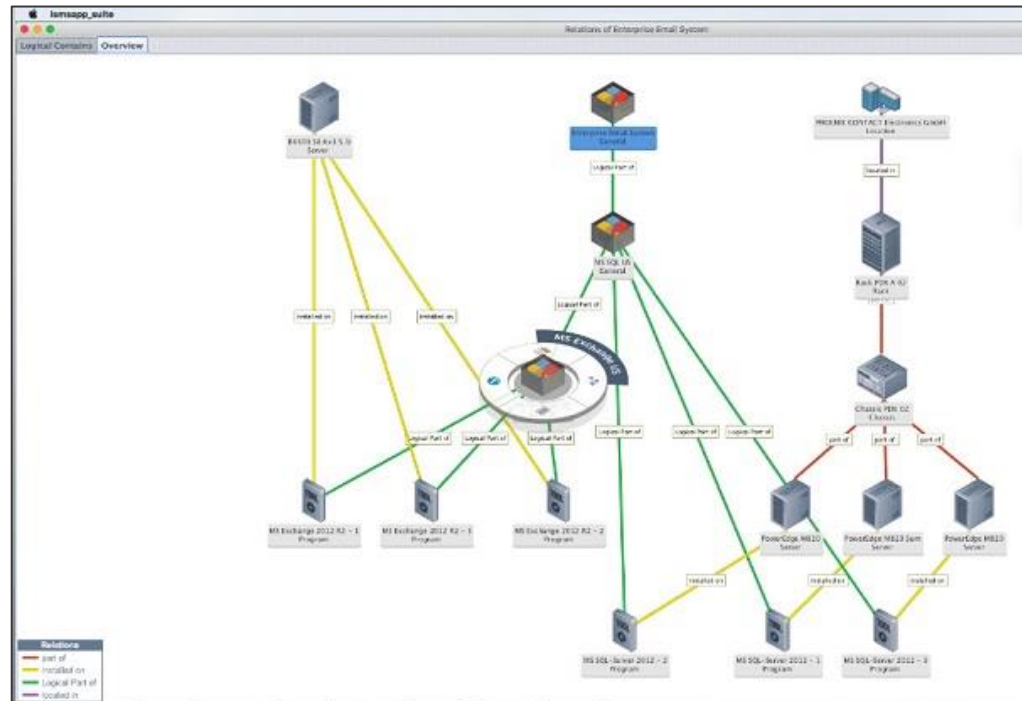 ismsapp_suite
Relations of Enterprise Email System
Logical Contains
Overview
Server
Enterprise Email System
General
PHOENIX CONTACT Electronics GmbH
Location
Logical Part of
located in
MS SQL US
General
Rack
Installed on
Installed on
Installed on
Logical Part of
MS Exchange US
Chassis
Logical Part of
Logical Part of
Logical Part of
Logical Part of
Logical Part of
Logical Part of
part of
part of
part of
MS Exchange 2012 R2 - 1
Program
MS Exchange 2012 R2 - 3
Program
MS Exchange 2012 R2 - 2
Program
PowerEdge M820
Server
PowerEdge M820
Server
PowerEdge M820
Server
Installed on
Installed on
Installed on
MS SQL-Server 2012 - 2
Program
MS SQL-Server 2012 - 1
Program
MS SQL-Server 2012 - 3
Program
Relations
part of
Installed on
Logical Part of
located in